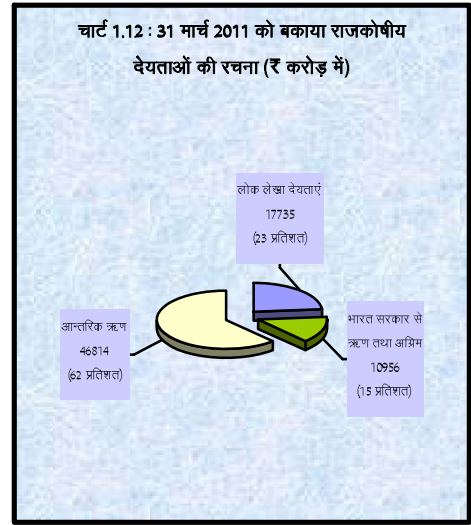 चार्ट 1.12 : 31 मार्च 2011 को बकाया राजकोषीय
देयताओं की रचना (₹ करोड़ में)
लोक लेखा देयताएं
17735
(23 प्रतिशत)
आन्तरिक ऋण
46814
(62 प्रतिशत)
भारत सरकार से
ऋण तथा अग्रिम
10956
(15 प्रतिशत)